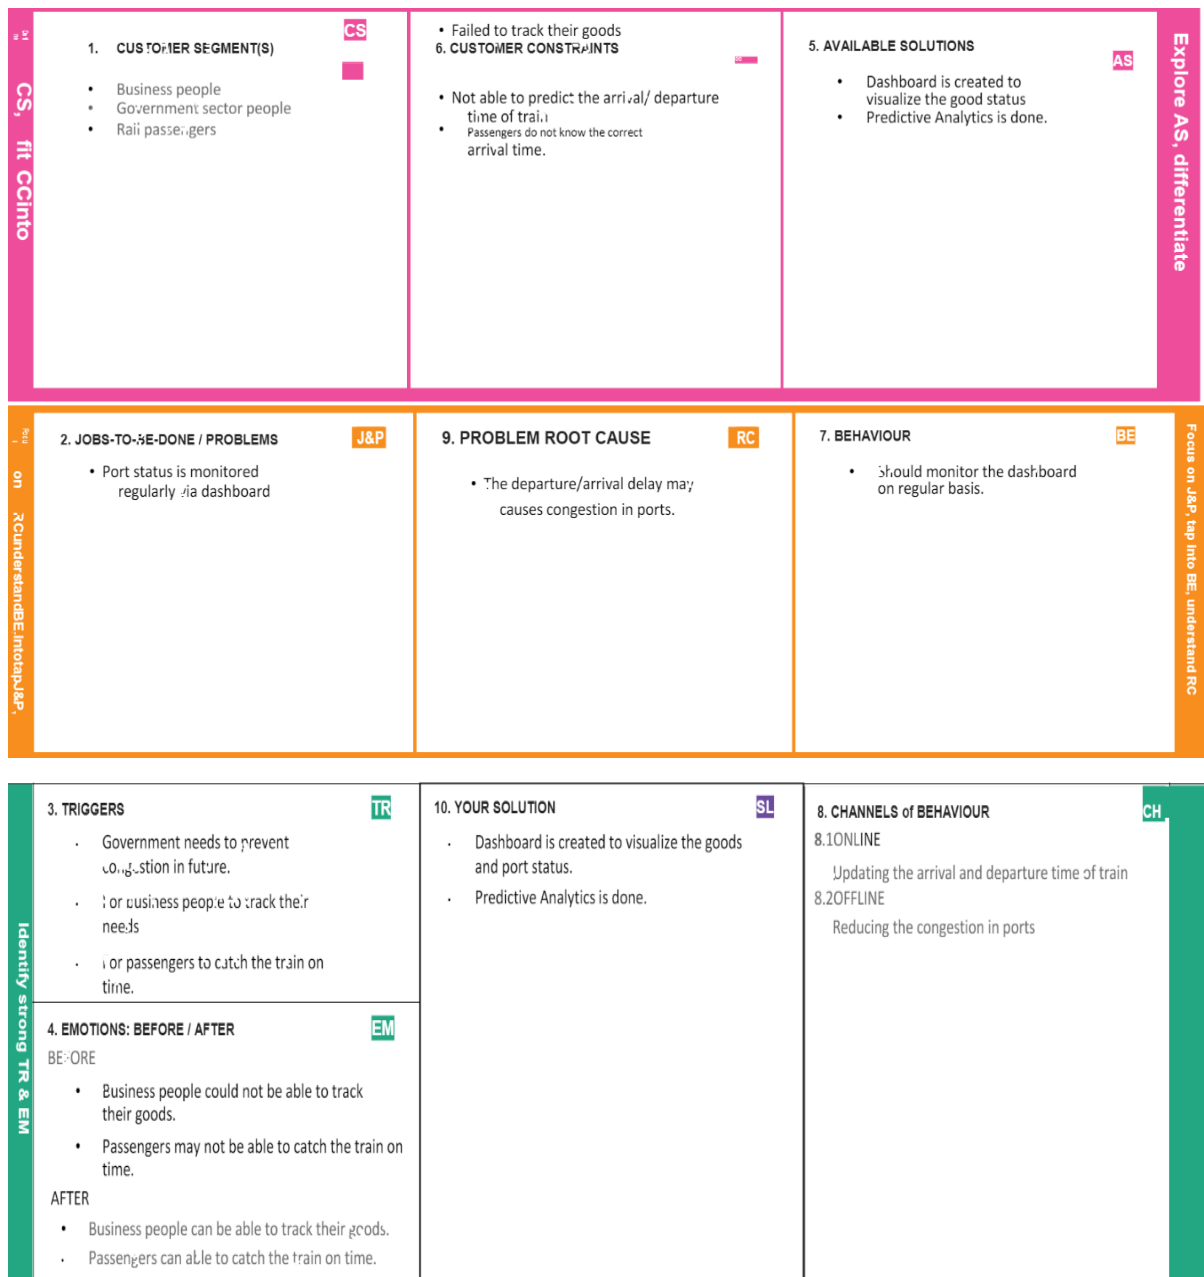 CS
1. CUSTOMER SEGMENT(S)
Business people
Government sector people
Rail passengers
• Failed to track their goods
6. CUSTOMER CONSTRAINTS
• Not able to predict the arrival/ departure
time of train
• Passengers do not know the correct
arrival time.
5. AVAILABLE SOLUTIONS
AS
• Dashboard is created to
visualize the good status
• Predictive Analytics is done.
CS, fit CCinto
Explore AS, differentiate
2. JOBS-TO-BE-DONE / PROBLEMS
J&P
• Port status is monitored
regularly via dashboard
9. PROBLEM ROOT CAUSE
RC
• The departure/arrival delay may
causes congestion in ports.
7. BEHAVIOUR
BE
• Should monitor the dashboard
on regular basis.
on RCunderstandBE.IntotapJ&P,
Focus on J&P, tap into BE, understand RC
3. TRIGGERS
TR
Government needs to prevent
congestion in future.
For business people to track their
needs
For passengers to catch the train on
time.
4. EMOTIONS: BEFORE / AFTER
EM
BEFORE
• Business people could not be able to track
their goods.
• Passengers may not be able to catch the train on
time.
AFTER
• Business people can be able to track their goods.
Passengers can able to catch the train on time.
10. YOUR SOLUTION
SL
Dashboard is created to visualize the goods
and port status.
Predictive Analytics is done.
8. CHANNELS of BEHAVIOUR
CH
8.1ONLINE
Updating the arrival and departure time of train
8.2OFFLINE
Reducing the congestion in ports
Identify strong TR & EM